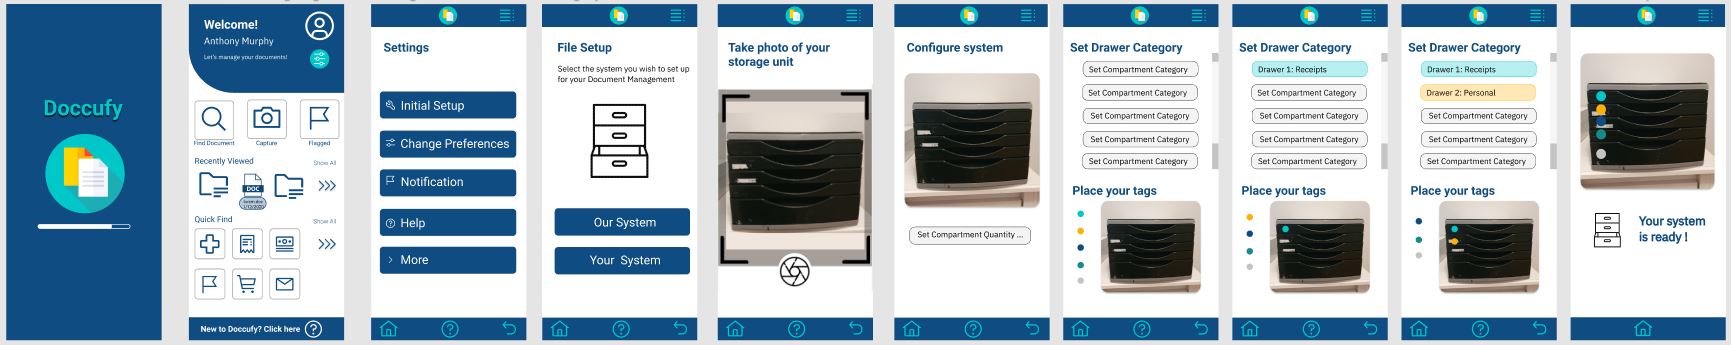 Doccufy
Welcome!
Anthony Murphy
Let's manage your documents!
Find Document
Capture
Flagged
Recently Viewed
Show All
DOC
Quick Find
Show All
New to Doccufy? Click here
Settings
Initial Setup
Change Preferences
Notification
Help
More
File Setup
Select the system you wish to set up
for your Document Management
Our System
Your System
Take photo of your
storage unit
Configure system
Set Compartment Quantity ...
Set Drawer Category
Set Compartment Category
Set Compartment Category
Set Compartment Category
Set Compartment Category
Set Compartment Category
Place your tags
Set Drawer Category
Drawer 1: Receipts
Set Compartment Category
Set Compartment Category
Set Compartment Category
Set Compartment Category
Place your tags
Set Drawer Category
Drawer 1: Receipts
Drawer 2: Personal
Set Compartment Category
Set Compartment Category
Set Compartment Category
Place your tags
Your system
is ready !